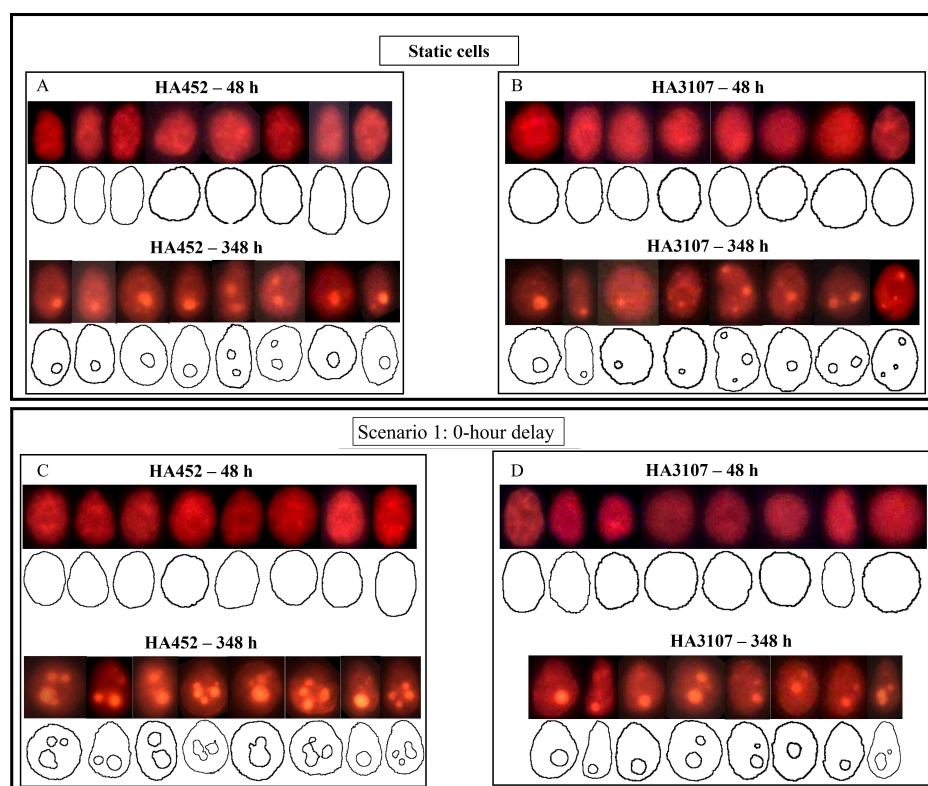 Static cells
A
HA452 – 48 h
HA452 – 348 h
B
HA3107 – 48 h
HA3107 – 348 h
Scenario 1: 0-hour delay
C
HA452 – 48 h
HA452 – 348 h
D
HA3107 – 48 h
HA3107 – 348 h